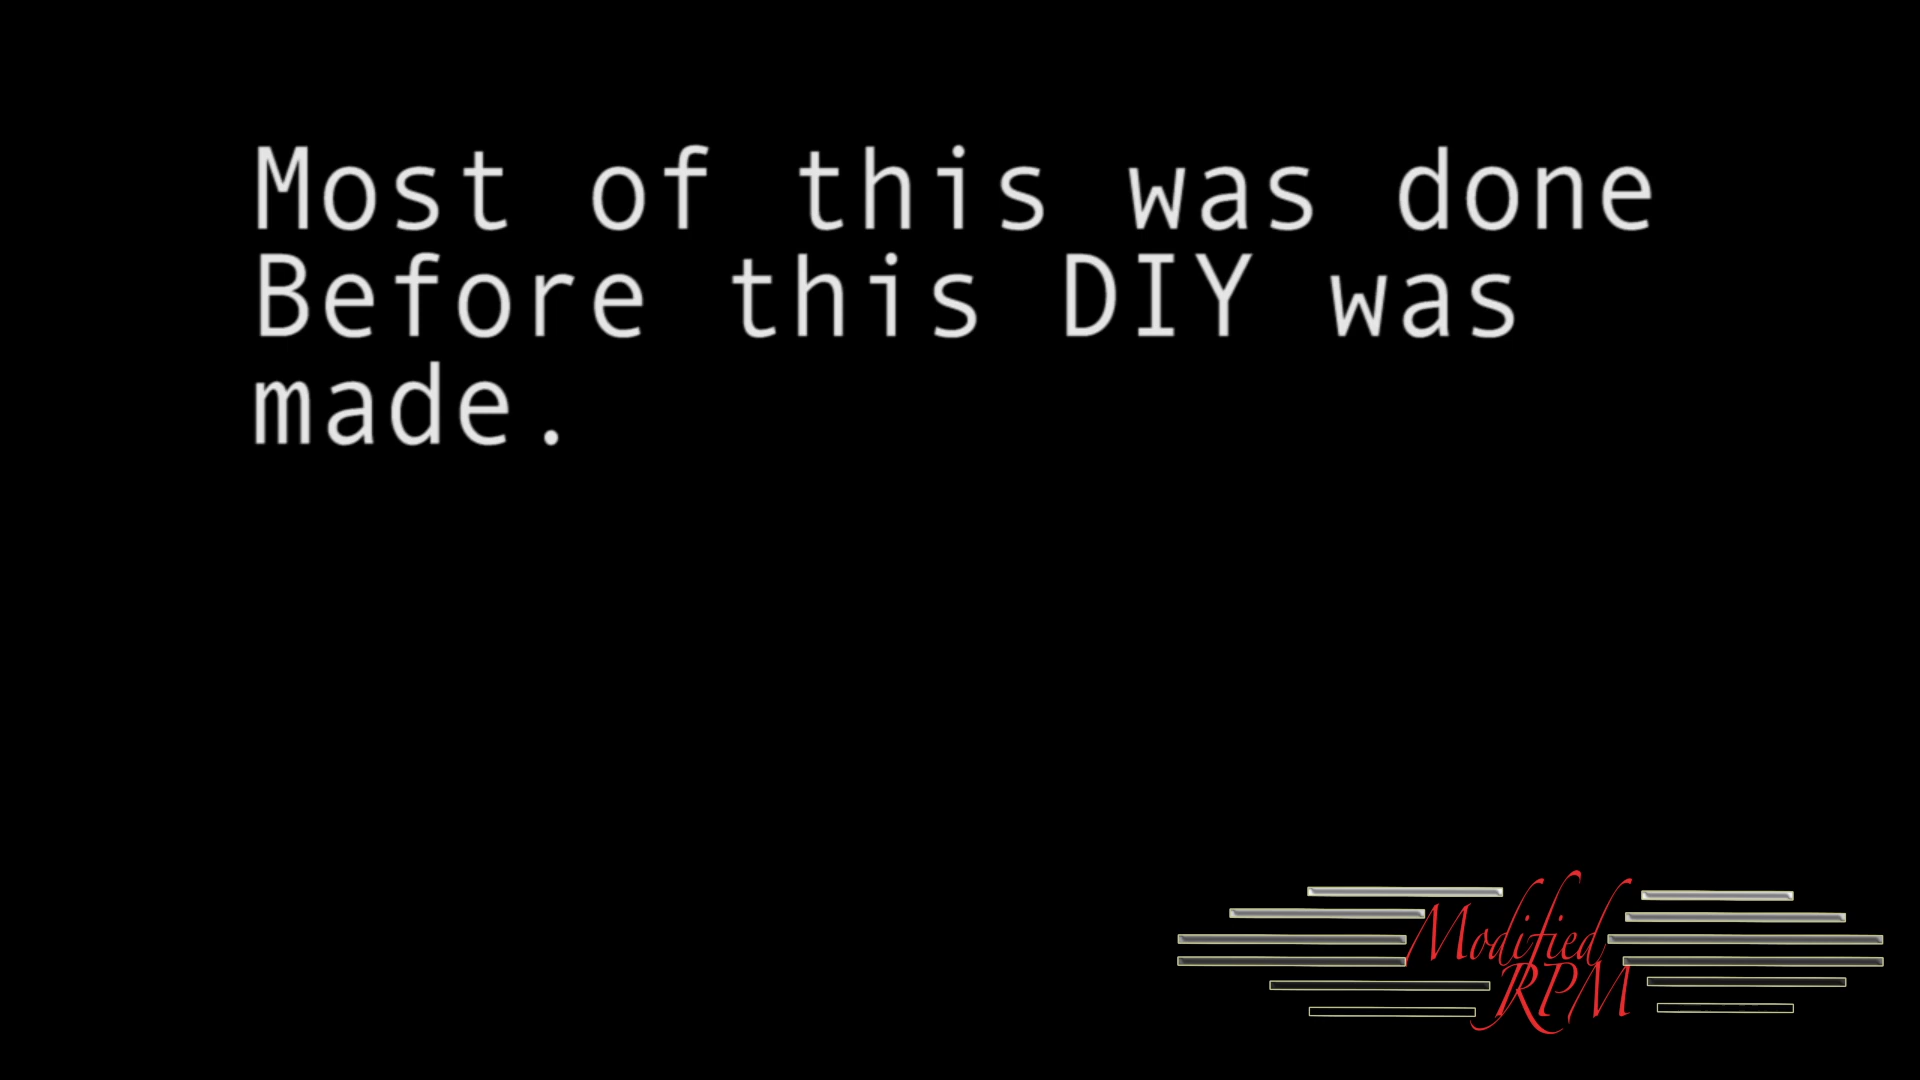 Most of this was done
Before this DIY was
made.
Modified
RPM